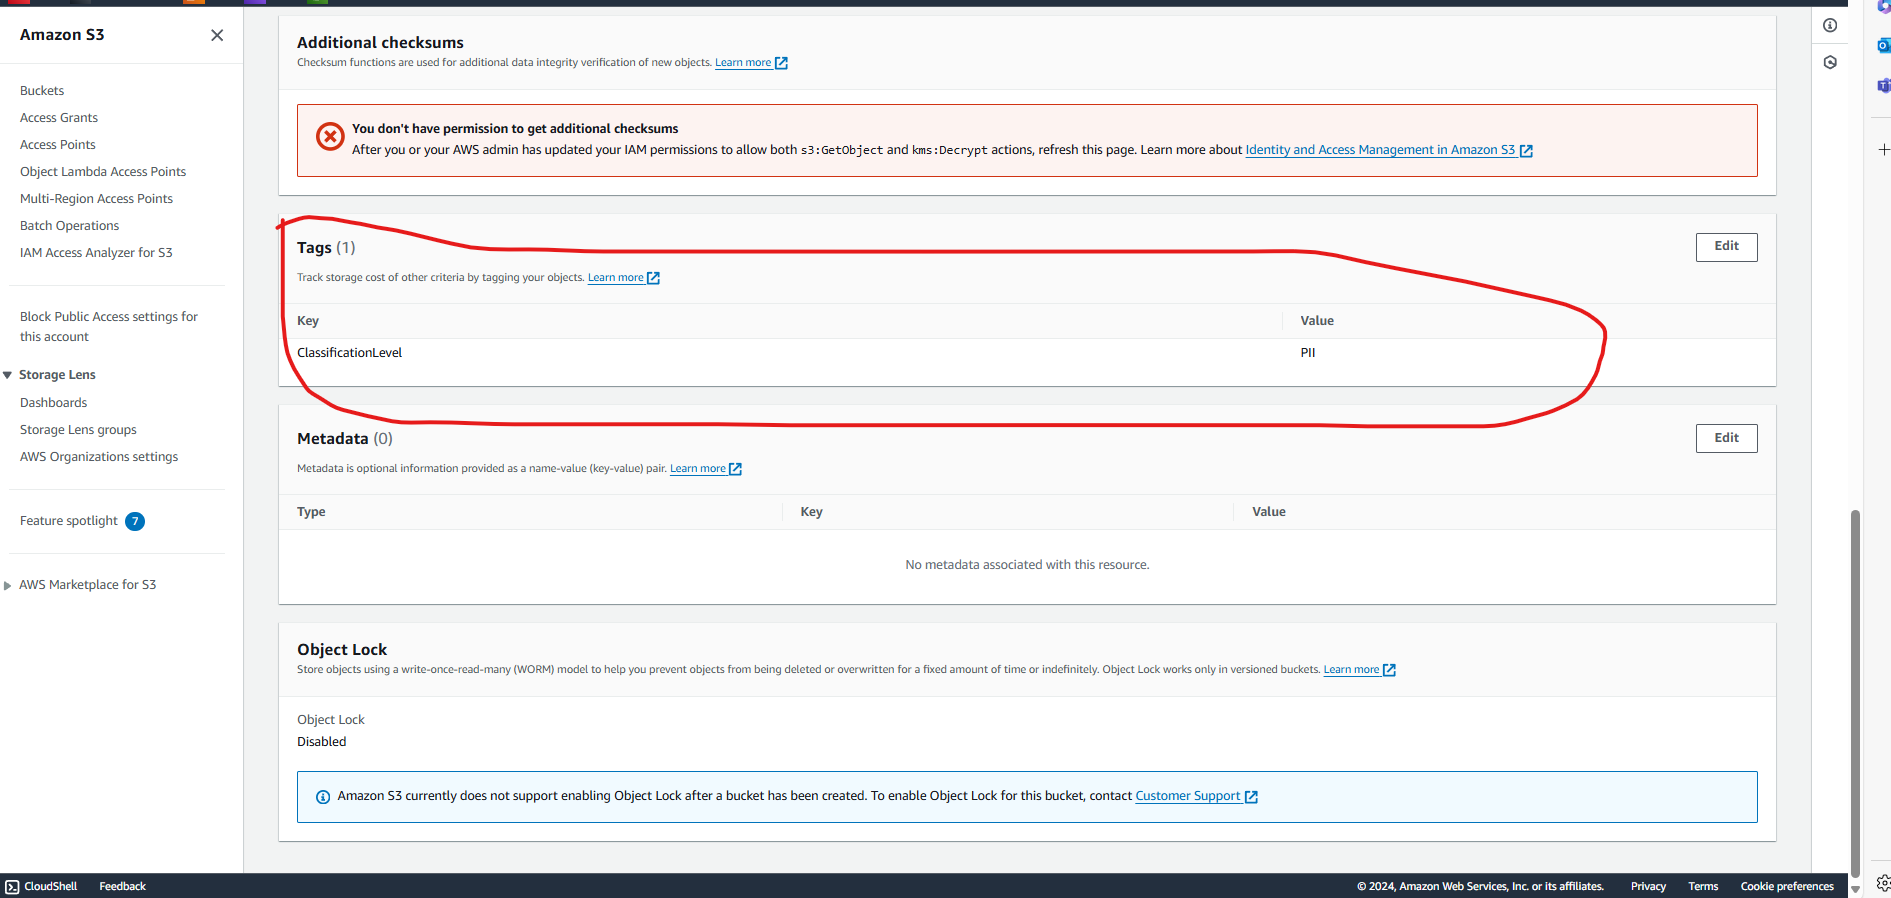 Amazon S3
Buckets
Access Grants
Access Points
Object Lambda Access Points
Multi-Region Access Points
Batch Operations
IAM Access Analyzer for S3
Block Public Access settings for
this account
Storage Lens
Dashboards
Storage Lens groups
AWS Organizations settings
Feature spotlight 7
AWS Marketplace for S3
Additional checksums
Checksum functions are used for additional data integrity verification of new objects. Learn more
You don't have permission to get additional checksums
After you or your AWS admin has updated your IAM permissions to allow both s3:GetObject and kms:Decrypt actions, refresh this page. Learn more about Identity and Access Management in Amazon S3
Tags (1)
Edit
Track storage cost of other criteria by tagging your objects. Learn more
Key Value
ClassificationLevel PII
Metadata (0)
Edit
Metadata is optional information provided as a name-value (key-value) pair. Learn more
Type Key Value
No metadata associated with this resource.
Object Lock
Store objects using a write-once-read-many (WORM) model to help you prevent objects from being deleted or overwritten for a fixed amount of time or indefinitely. Object Lock works only in versioned buckets. Learn more
Object Lock
Disabled
Amazon S3 currently does not support enabling Object Lock after a bucket has been created. To enable Object Lock for this bucket, contact Customer Support
CloudShell Feedback © 2024, Amazon Web Services, Inc. or its affiliates. Privacy Terms Cookie preferences